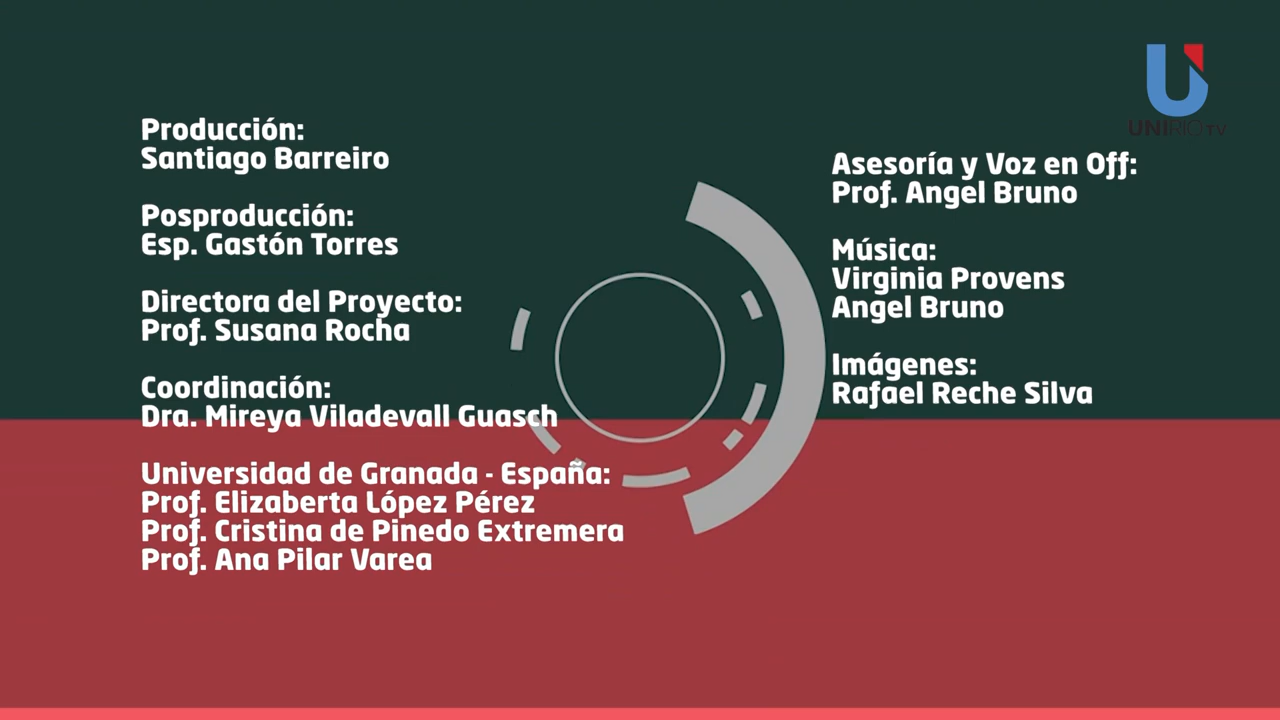 Producción:
Santiago Barreiro
Posproducción:
Esp. Gastón Torres
Directora del Proyecto:
Prof. Susana Rocha
Coordinación:
Dra. Mireya Viladevall Guasch
Universidad de Granada - España:
Prof. Elizaberta López Pérez
Prof. Cristina de Pinedo Extremera
Prof. Ana Pilar Varea
UNIRIOTV
Asesoría y Voz en Off:
Prof. Angel Bruno
Música:
Virginia Provens
Angel Bruno
Imágenes:
Rafael Reche Silva